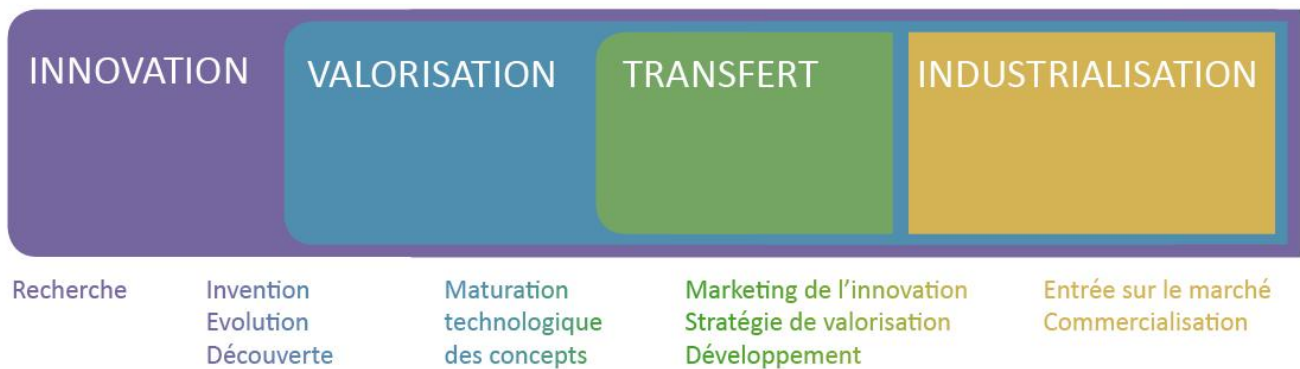 INNOVATION
VALORISATION
TRANSFERT
INDUSTRIALISATION
Recherche
Invention
Evolution
Découverte
Maturation
technologique
des concepts
Marketing de l’innovation
Stratégie de valorisation
Développement
Entrée sur le marché
Commercialisation